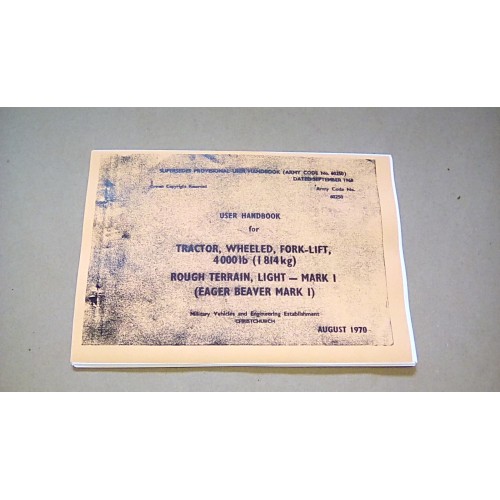 SUPERSEDES PROVISIONAL USER HANDBOOK (ARMY CODE No. 60250)
DATED SEPTEMBER 1968
Crown Copyright Reserved
Army Code No.
60250
USER HANDBOOK
for
TRACTOR, WHEELED, FORK-LIFT,
4000lb (1814kg)
ROUGH TERRAIN, LIGHT — MARK I
(EAGER BEAVER MARK I)
Military Vehicles and Engineering Establishment
CHRISTCHURCH
AUGUST 1970